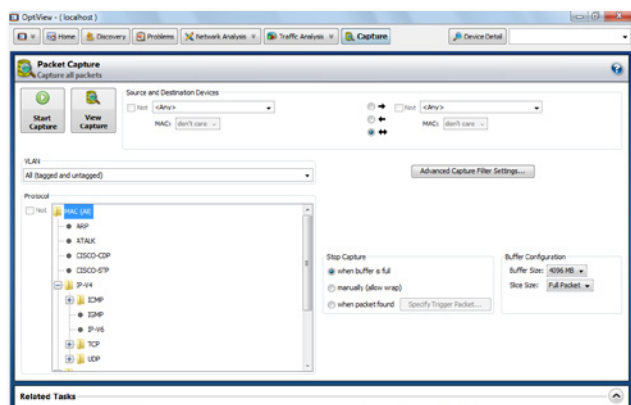 OptiView - ( localhost )
Home Discovery Problems Network Analysis Traffic Analysis Capture Device Detail
Packet Capture
Capture all packets
Start Capture
View Capture
Source and Destination Devices
Not <Any> Not <Any>
MAC: don't care MAC: don't care
VLAN
All (tagged and untagged)
Advanced Capture Filter Settings...
Protocol
Not MAC (All)
ARP
ATALK
CISCO-CDP
CISCO-STP
IP-V4
ICMP
IGMP
IP-V6
TCP
UDP
Stop Capture
when buffer is full
manually (allow wrap)
when packet found Specify Trigger Packet...
Buffer Configuration
Buffer Size: 4096 MB
Slice Size: Full Packet
Related Tasks